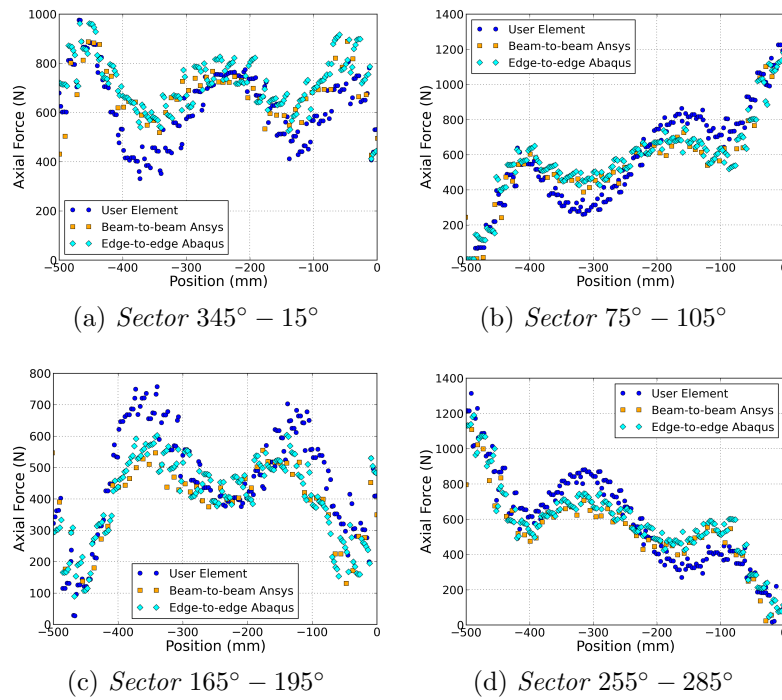 1000
800
600
400
200
0
Axial Force (N)
User Element
Beam-to-beam Ansys
Edge-to-edge Abaqus
−500 −400 −300 −200 −100 0
Position (mm)
(a) Sector 345° − 15°
1400
1200
1000
800
600
400
200
0
Axial Force (N)
User Element
Beam-to-beam Ansys
Edge-to-edge Abaqus
−500 −400 −300 −200 −100 0
Position (mm)
(b) Sector 75° − 105°
800
700
600
500
400
300
200
100
0
Axial Force (N)
User Element
Beam-to-beam Ansys
Edge-to-edge Abaqus
−500 −400 −300 −200 −100 0
Position (mm)
(c) Sector 165° − 195°
1400
1200
1000
800
600
400
200
0
Axial Force (N)
User Element
Beam-to-beam Ansys
Edge-to-edge Abaqus
−500 −400 −300 −200 −100 0
Position (mm)
(d) Sector 255° − 285°